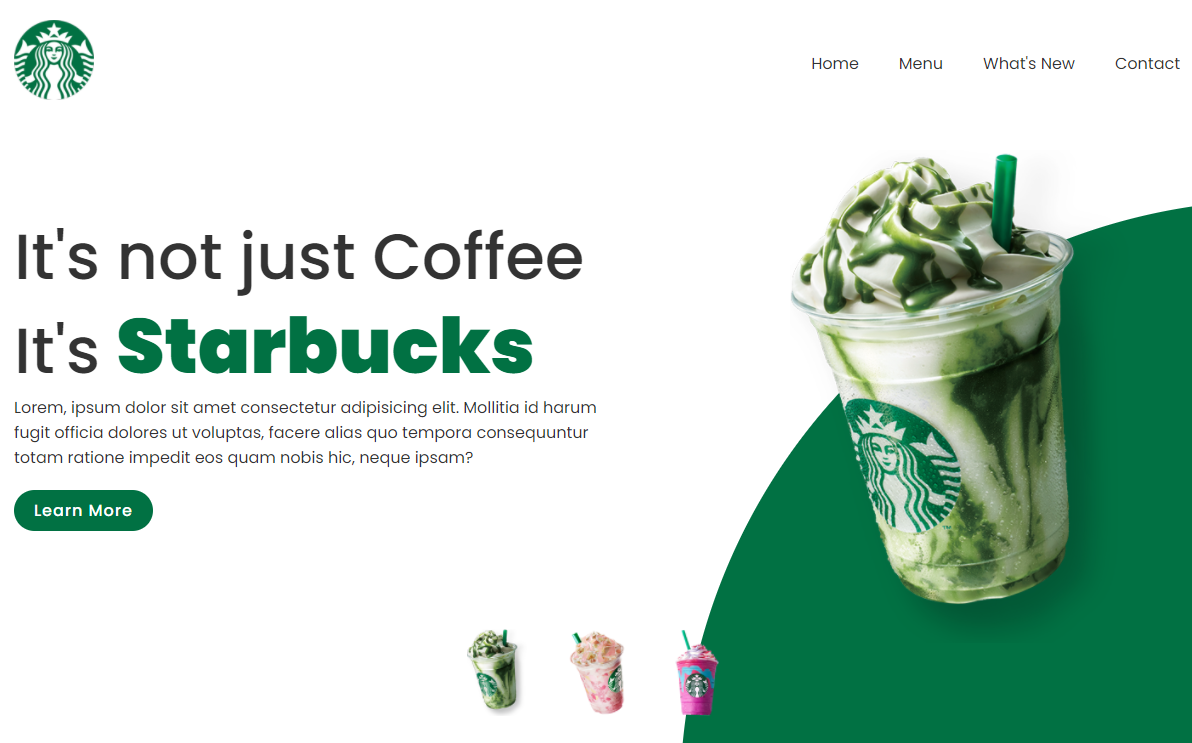 Home Menu What's New Contact
It's not just Coffee
It's Starbucks
Lorem, ipsum dolor sit amet consectetur adipisicing elit. Mollitia id harum
fugit officia dolores ut voluptas, facere alias quo tempora consequuntur
totam ratione impedit eos quam nobis hic, neque ipsam?
Learn More